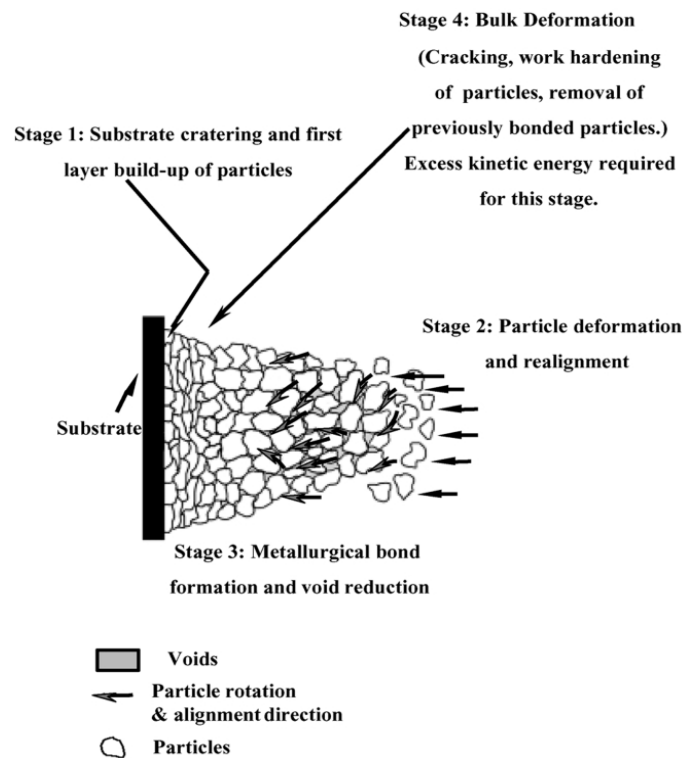 Stage 4: Bulk Deformation
(Cracking, work hardening
of particles, removal of
previously bonded particles.)
Excess kinetic energy required
for this stage.
Stage 1: Substrate cratering and first
layer build-up of particles
Stage 2: Particle deformation
and realignment
Substrate
Stage 3: Metallurgical bond
formation and void reduction
Voids
Particle rotation
& alignment direction
Particles